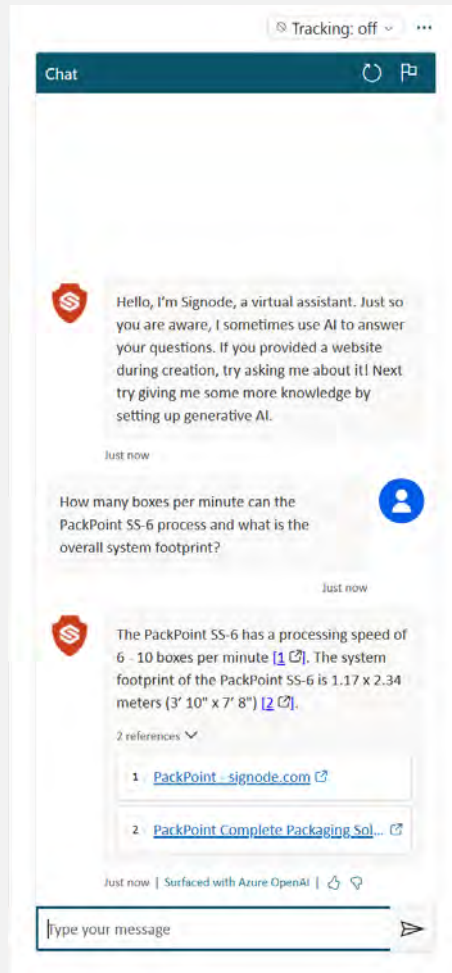 Tracking: off
Chat
Hello, I'm Signode, a virtual assistant. Just so
you are aware, I sometimes use AI to answer
your questions. If you provided a website
during creation, try asking me about it! Next
try giving me some more knowledge by
setting up generative AI.
Just now
How many boxes per minute can the
PackPoint SS-6 process and what is the
overall system footprint?
Just now
The PackPoint SS-6 has a processing speed of
6 - 10 boxes per minute [1]. The system
footprint of the PackPoint SS-6 is 1.17 x 2.34
meters (3' 10" x 7' 8") [2].
2 references
1 PackPoint - signode.com
2 PackPoint Complete Packaging Sol...
Just now | Surfaced with Azure OpenAI |
Type your message